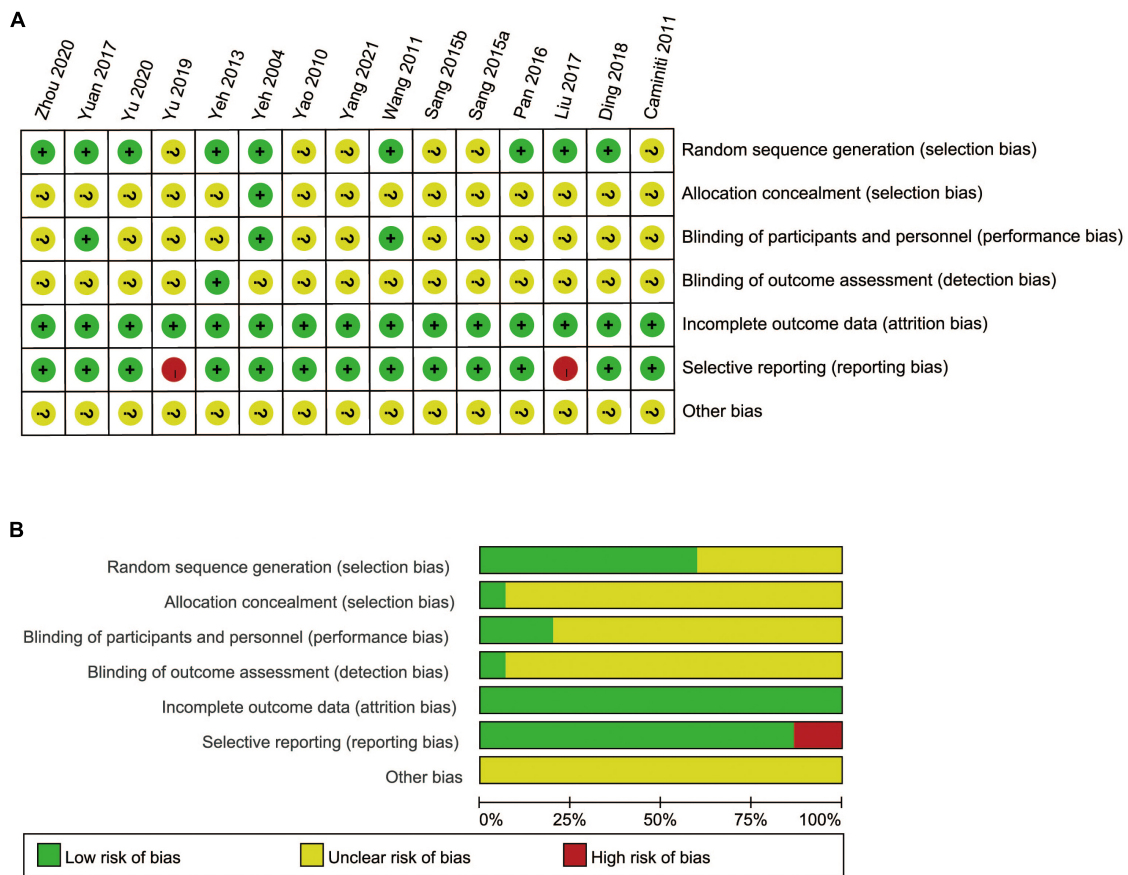 A
Zhou 2020 Yuan 2017 Yu 2020 Yu 2019 Yeh 2013 Yeh 2004 Yao 2010 Yang 2021 Wang 2011 Sang 2015b Sang 2015a Pan 2016 Liu 2017 Ding 2018 Caminiti 2011
+ + + ? + + ? ? + ? ? + + + ? Random sequence generation (selection bias)
? ? ? ? ? + ? ? ? ? ? ? ? ? ? Allocation concealment (selection bias)
? + ? ? ? + ? ? + ? ? ? ? ? ? Blinding of participants and personnel (performance bias)
? ? ? ? + ? ? ? ? ? ? ? ? ? ? Blinding of outcome assessment (detection bias)
+ + + + + + + + + + + + + + + Incomplete outcome data (attrition bias)
+ + + - + + + + + + + + - + + Selective reporting (reporting bias)
? ? ? ? ? ? ? ? ? ? ? ? ? ? ? Other bias
B
Random sequence generation (selection bias)
Allocation concealment (selection bias)
Blinding of participants and personnel (performance bias)
Blinding of outcome assessment (detection bias)
Incomplete outcome data (attrition bias)
Selective reporting (reporting bias)
Other bias
0% 25% 50% 75% 100%
Low risk of bias Unclear risk of bias High risk of bias